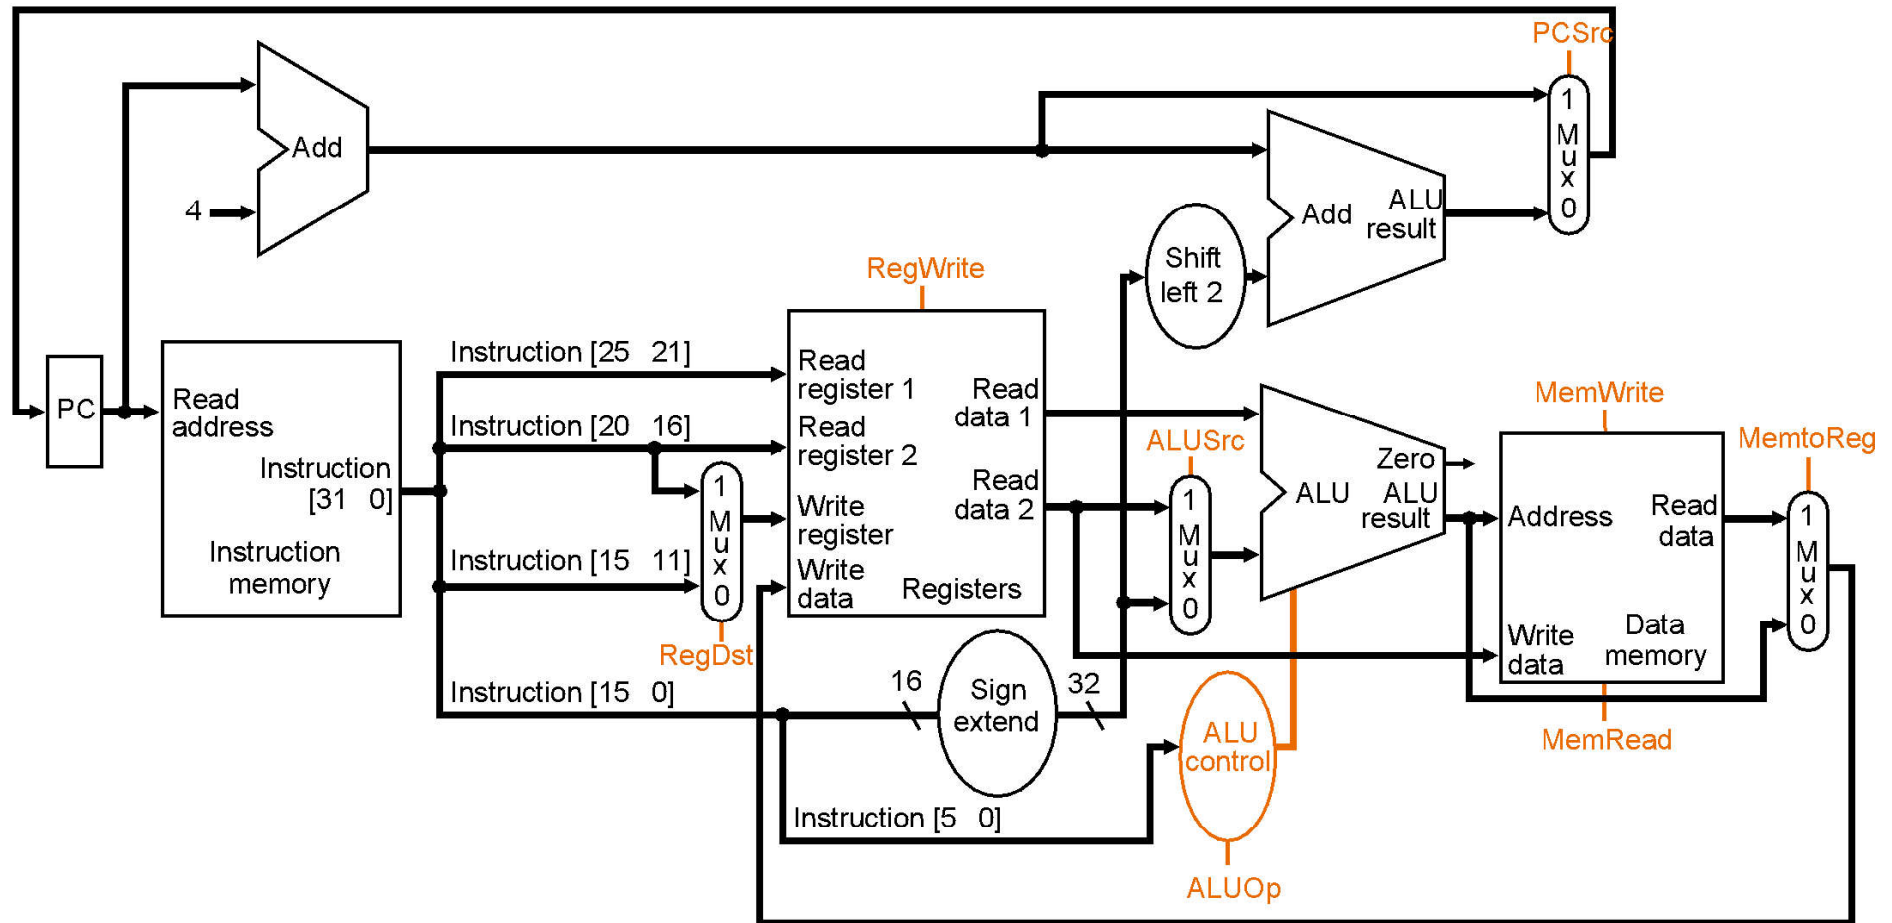 PCSrc
1
M
u
x
0
Add
4
Add
ALU
result
Shift
left 2
RegWrite
PC
Read
address
Instruction
[31 0]
Instruction
memory
Instruction [25 21]
Instruction [20 16]
Instruction [15 11]
Instruction [15 0]
1
M
u
x
0
RegDst
Read
register 1
Read
register 2
Write
register
Write
data
Read
data 1
Read
data 2
Registers
16
Sign
extend
32
Instruction [5 0]
ALUSrc
1
M
u
x
0
Zero
ALU
ALU
result
ALU
control
ALUOp
MemWrite
Address
Read
data
Write
data
Data
memory
MemRead
MemtoReg
1
M
u
x
0